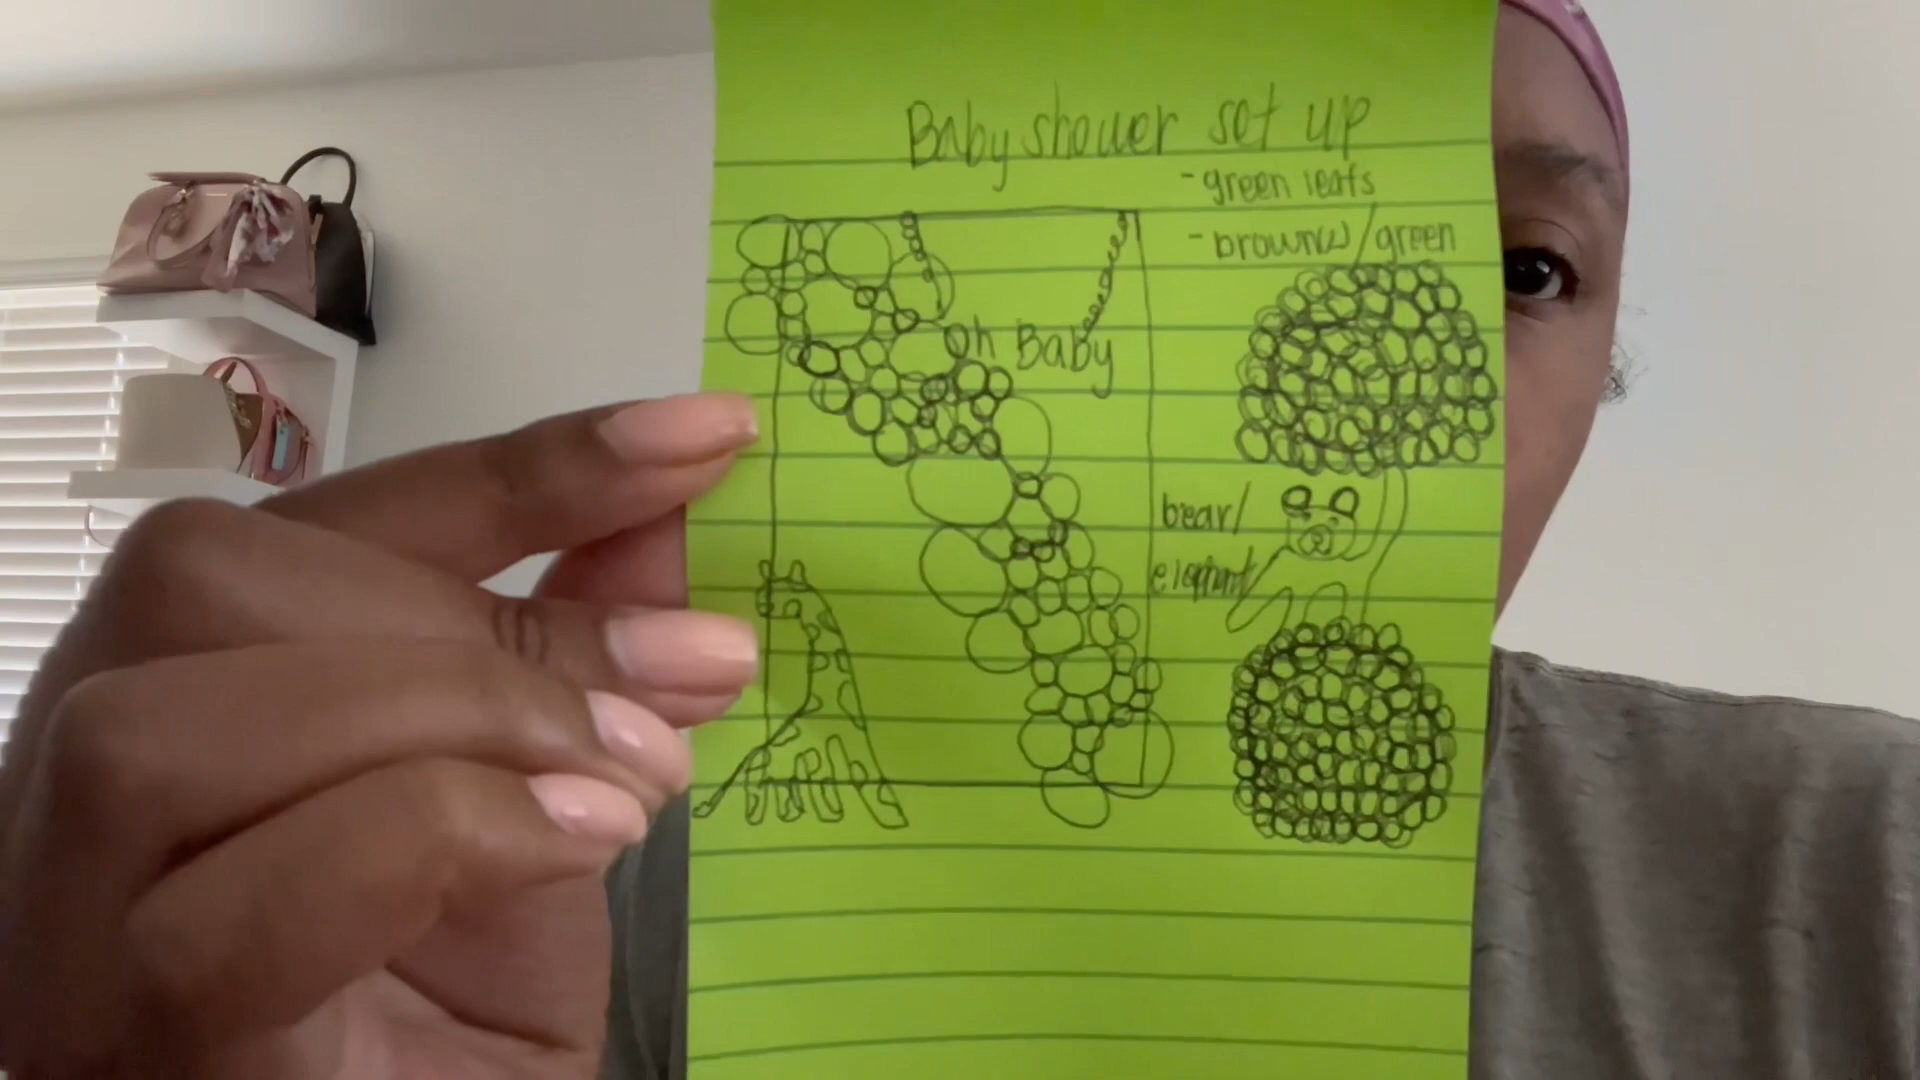 Baby shower set up
- green leafs
- brown(w)/green
Oh Baby
bear/
elephant